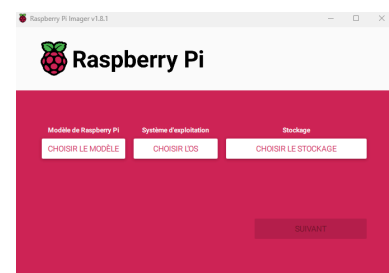 Raspberry Pi Imager v1.8.1
Raspberry Pi
Modèle de Raspberry Pi
Système d'exploitation
Stockage
CHOISIR LE MODÈLE
CHOISIR L'OS
CHOISIR LE STOCKAGE
SUIVANT